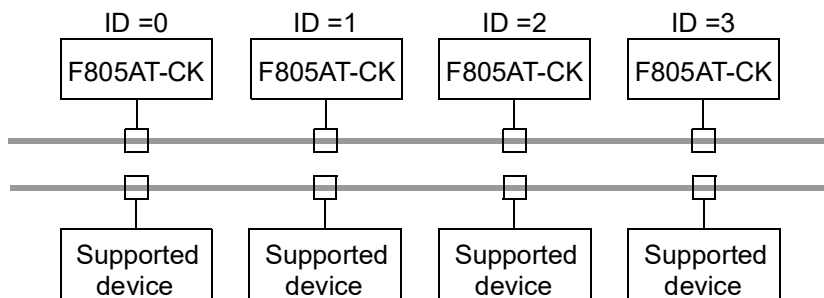 ID =0 ID =1 ID =2 ID =3
F805AT-CK F805AT-CK F805AT-CK F805AT-CK
Supported Supported Supported Supported
device device device device